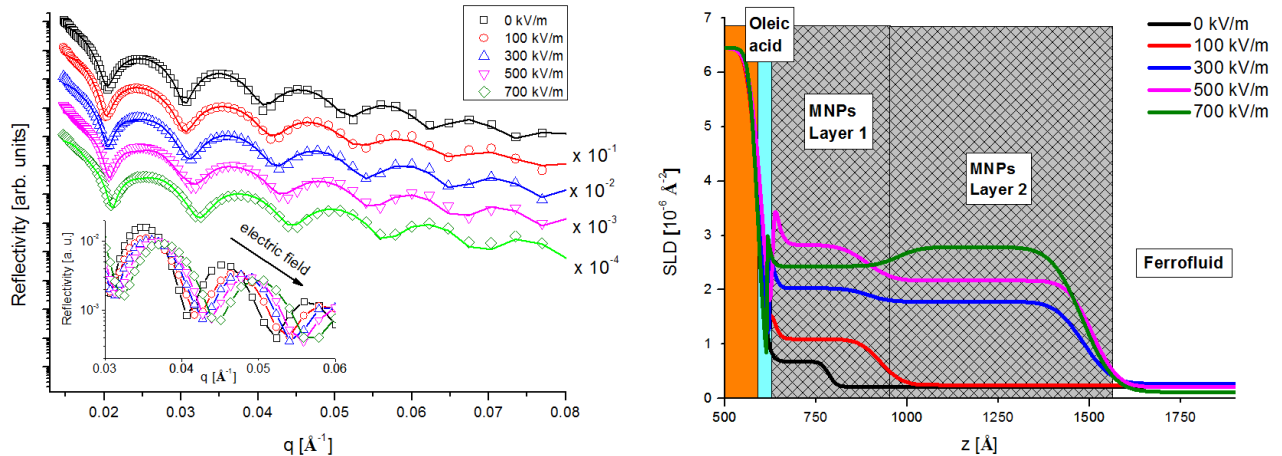 Reflectivity [arb. units]
0 kV/m
100 kV/m
300 kV/m
500 kV/m
700 kV/m
x 10⁻¹
x 10⁻²
x 10⁻³
x 10⁻⁴
electric field
Reflectivity [a. u.]
10⁻²
10⁻³
0.03 0.04 0.05 0.06
q [Å⁻¹]
0.02 0.03 0.04 0.05 0.06 0.07 0.08
q [Å⁻¹]
SLD [10⁻⁶ Å⁻²]
7
6
5
4
3
2
1
0
Oleic
acid
MNPs
Layer 1
MNPs
Layer 2
Ferrofluid
0 kV/m
100 kV/m
300 kV/m
500 kV/m
700 kV/m
500 750 1000 1250 1500 1750
z [Å]